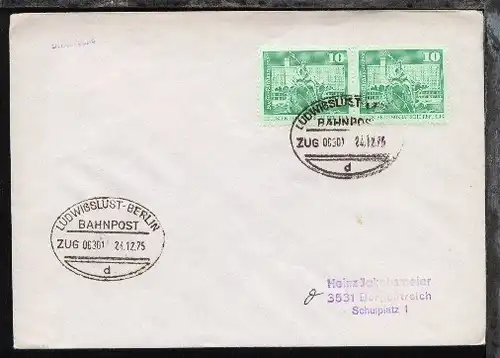 10 10
LUDWIGSLUST-
BAHNPOST
ZUG 06301 24.12.75
d
LUDWIGSLUST-BERLIN
BAHNPOST
ZUG 06301 24.12.75
d
Heinz
3531
Schulplatz 1